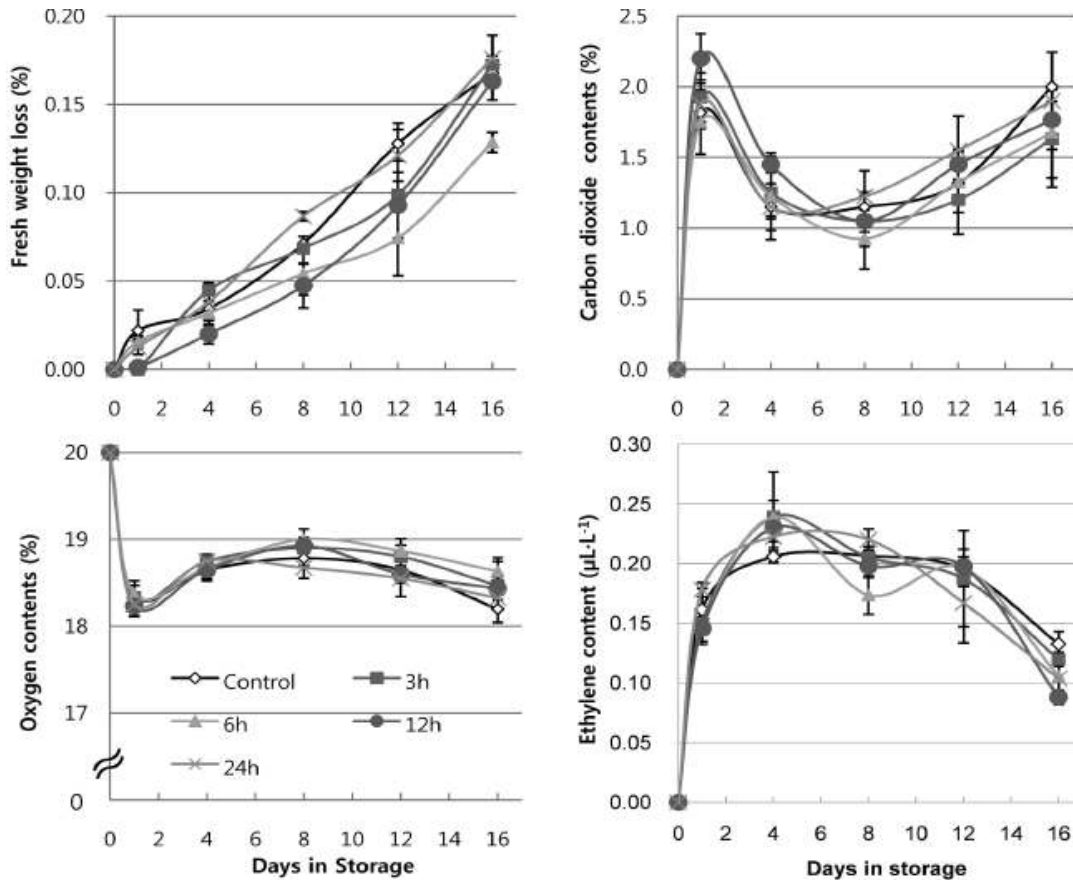 Fresh weight loss (%)
0.20
0.15
0.10
0.05
0.00
0 2 4 6 8 10 12 14 16
Carbon dioxide contents (%)
2.5
2.0
1.5
1.0
0.5
0.0
0 2 4 6 8 10 12 14 16
Oxygen contents (%)
20
19
18
17
0
Control 3h
6h 12h
24h
0 2 4 6 8 10 12 14 16
Days in Storage
Ethylene content (μL·L-1)
0.30
0.25
0.20
0.15
0.10
0.05
0.00
0 2 4 6 8 10 12 14 16
Days in storage